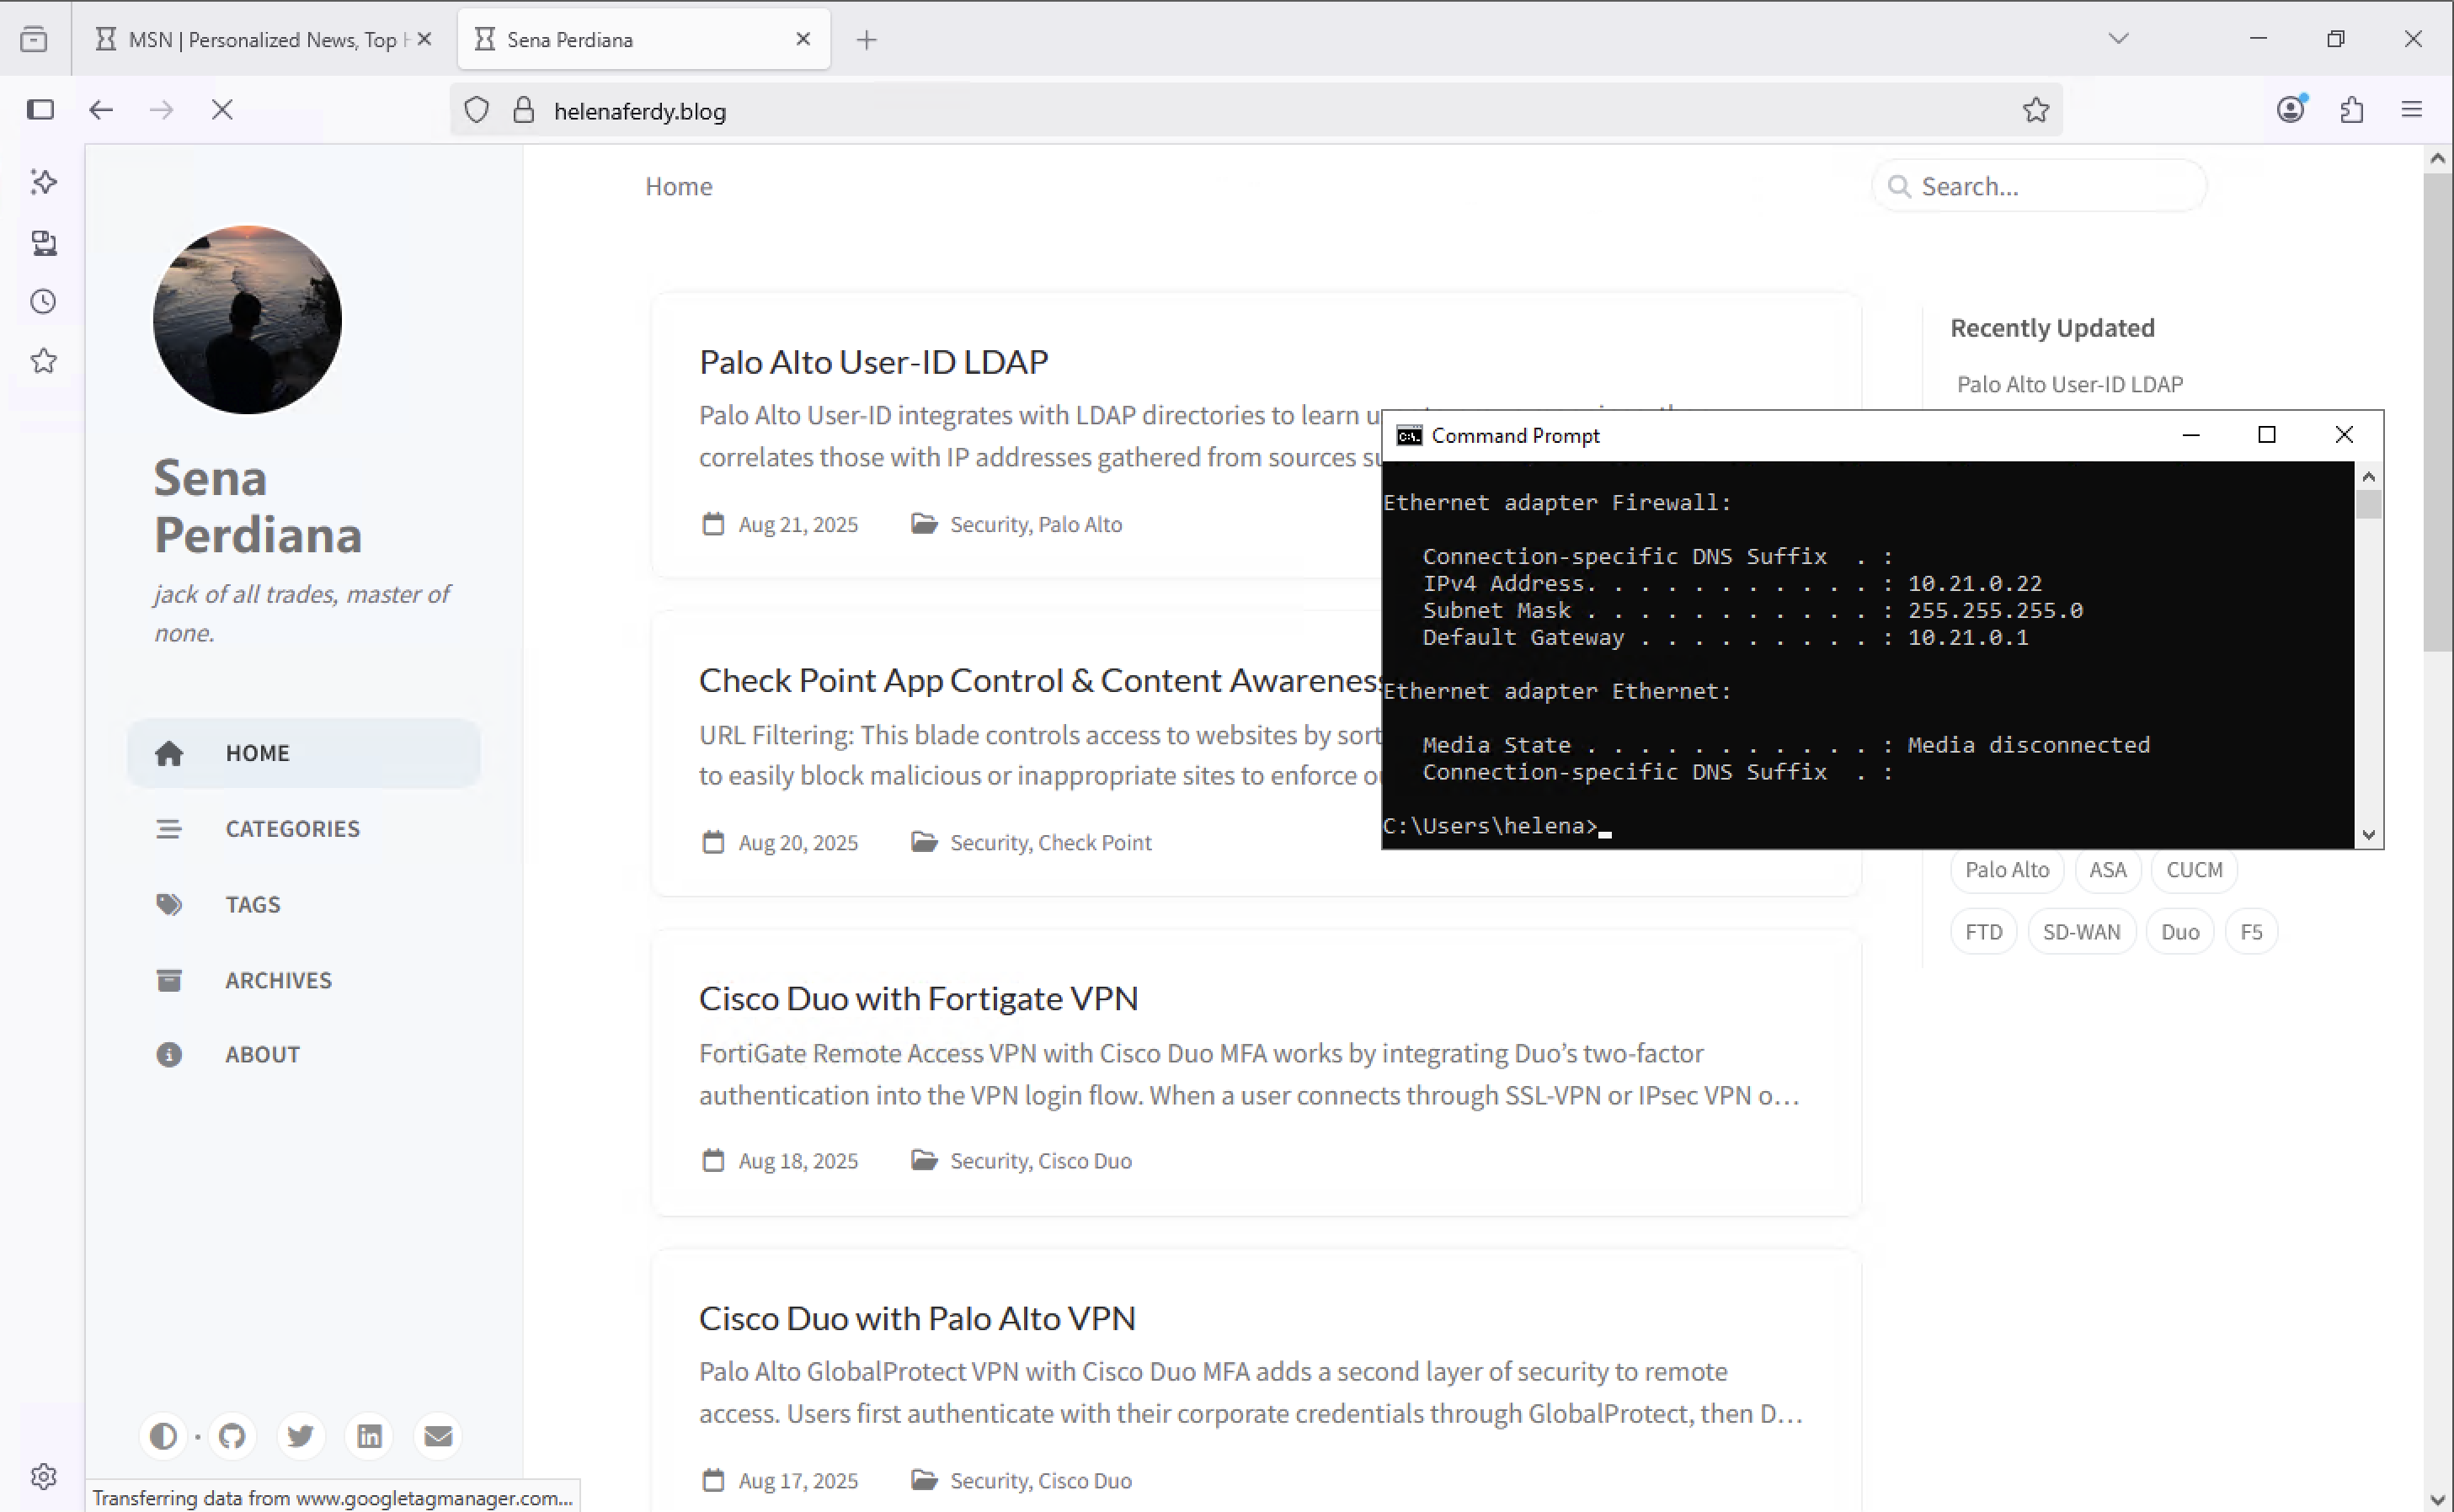 MSN | Personalized News, Top H
Sena Perdiana
helenaferdy.blog
Sena
Perdiana
jack of all trades, master of
none.
HOME
CATEGORIES
TAGS
ARCHIVES
ABOUT
Transferring data from www.googletagmanager.com...
Home
Search...
Palo Alto User-ID LDAP
Palo Alto User-ID integrates with LDAP directories to learn
correlates those with IP addresses gathered from sources
Aug 21, 2025
Security, Palo Alto
Check Point App Control & Content Awareness
URL Filtering: This blade controls access to websites by sort
to easily block malicious or inappropriate sites to enforce
Aug 20, 2025
Security, Check Point
Cisco Duo with Fortigate VPN
FortiGate Remote Access VPN with Cisco Duo MFA works by integrating Duo’s two-factor
authentication into the VPN login flow. When a user connects through SSL-VPN or IPsec VPN o…
Aug 18, 2025
Security, Cisco Duo
Cisco Duo with Palo Alto VPN
Palo Alto GlobalProtect VPN with Cisco Duo MFA adds a second layer of security to remote
access. Users first authenticate with their corporate credentials through GlobalProtect, then D…
Aug 17, 2025
Security, Cisco Duo
Recently Updated
Palo Alto User-ID LDAP
Command Prompt
Ethernet adapter Firewall:
Connection-specific DNS Suffix . :
IPv4 Address. . . . . . . . . . . : 10.21.0.22
Subnet Mask . . . . . . . . . . . : 255.255.255.0
Default Gateway . . . . . . . . . : 10.21.0.1
Ethernet adapter Ethernet:
Media State . . . . . . . . . . . : Media disconnected
Connection-specific DNS Suffix . :
C:\Users\helena>
Palo Alto ASA CUCM
FTD SD-WAN Duo F5